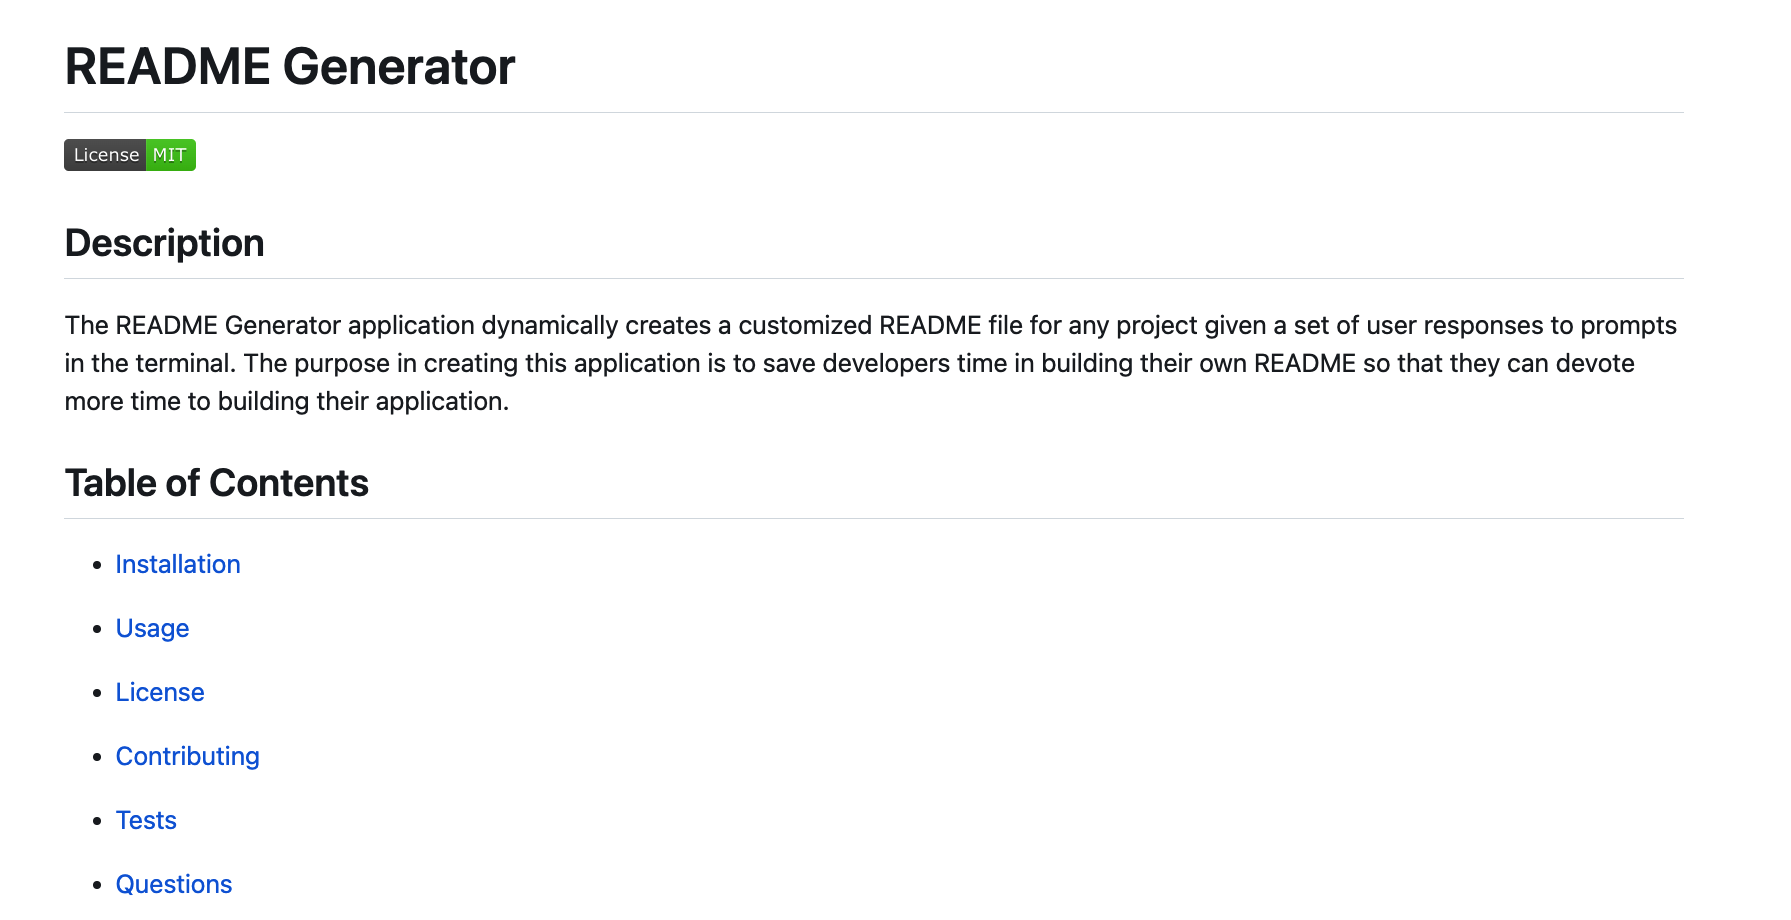 README Generator
License MIT
Description
The README Generator application dynamically creates a customized README file for any project given a set of user responses to prompts
in the terminal. The purpose in creating this application is to save developers time in building their own README so that they can devote
more time to building their application.
Table of Contents
Installation
Usage
License
Contributing
Tests
Questions